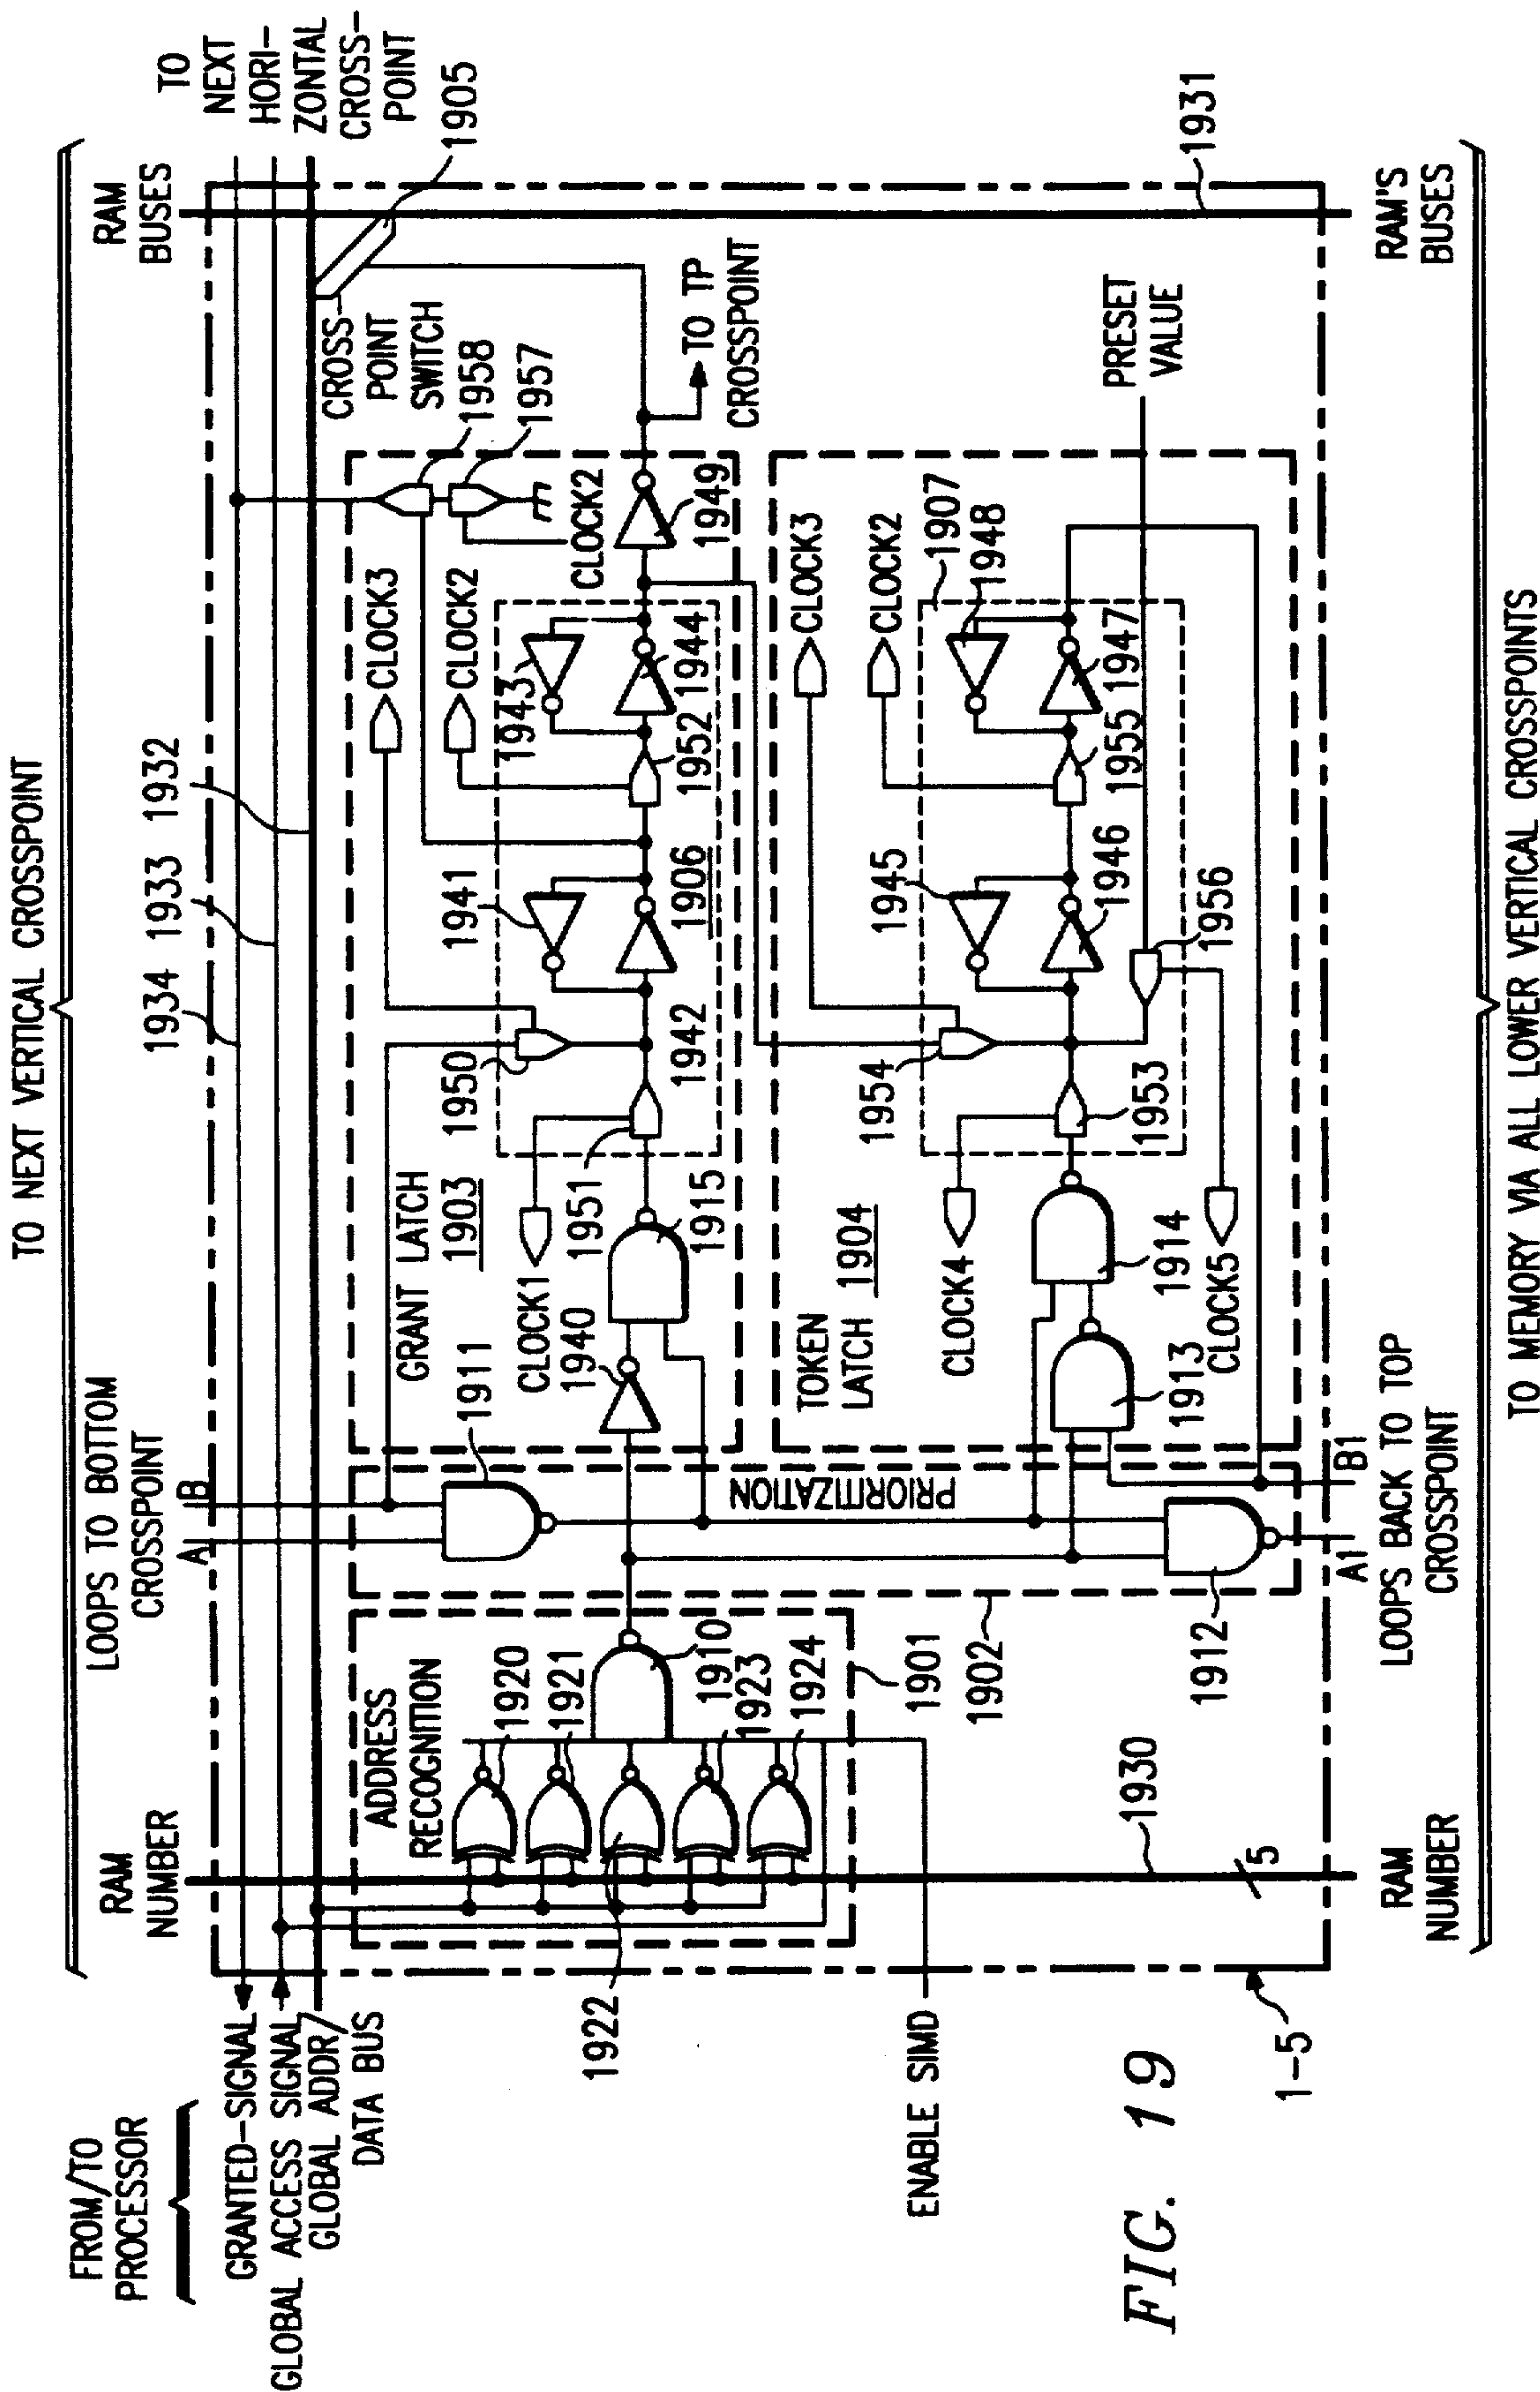 TO NEXT VERTICAL CROSSPOINT
FROM/TO
PROCESSOR
RAM
NUMBER
LOOPS TO BOTTOM
CROSSPOINT
A
B
1934
1933
1932
RAM
BUSES
TO
NEXT
HORI-
ZONTAL
CROSS-
POINT
1905
GRANTED-SIGNAL
GLOBAL ACCESS SIGNAL
GLOBAL ADDR/
DATA BUS
ADDRESS
RECOGNITION
1920
1921
1910
1923
1924
1922
1901
1902
1911
PRIORITIZATION
1912
GRANT LATCH
1903
CLOCK1
1940
1915
1951
1950
1942
1941
1906
1943
1944
1952
CLOCK3
CLOCK2
CLOCK2
1949
CROSS-
POINT
SWITCH
1958
1957
TO TP
CROSSPOINT
TOKEN
LATCH
1904
CLOCK4
1913
1914
CLOCK5
1954
1953
1945
1946
1956
1955
1947
1948
1907
CLOCK3
CLOCK2
PRESET
VALUE
1931
ENABLE SIMD
1930
5
1-5
RAM
NUMBER
A1
B1
LOOPS BACK TO TOP
CROSSPOINT
RAM'S
BUSES
TO MEMORY VIA ALL LOWER VERTICAL CROSSPOINTS
FIG. 19